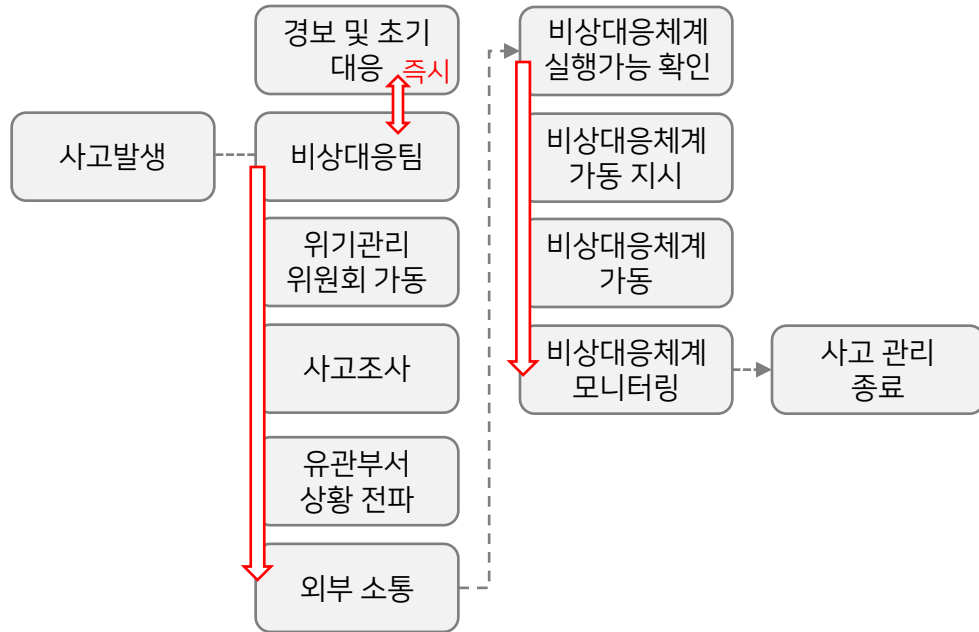 경보 및 초기
대응 즉시
사고발생
비상대응팀
위기관리
위원회 가동
사고조사
유관부서
상황 전파
외부 소통
비상대응체계
실행가능 확인
비상대응체계
가동 지시
비상대응체계
가동
비상대응체계
모니터링
사고 관리
종료